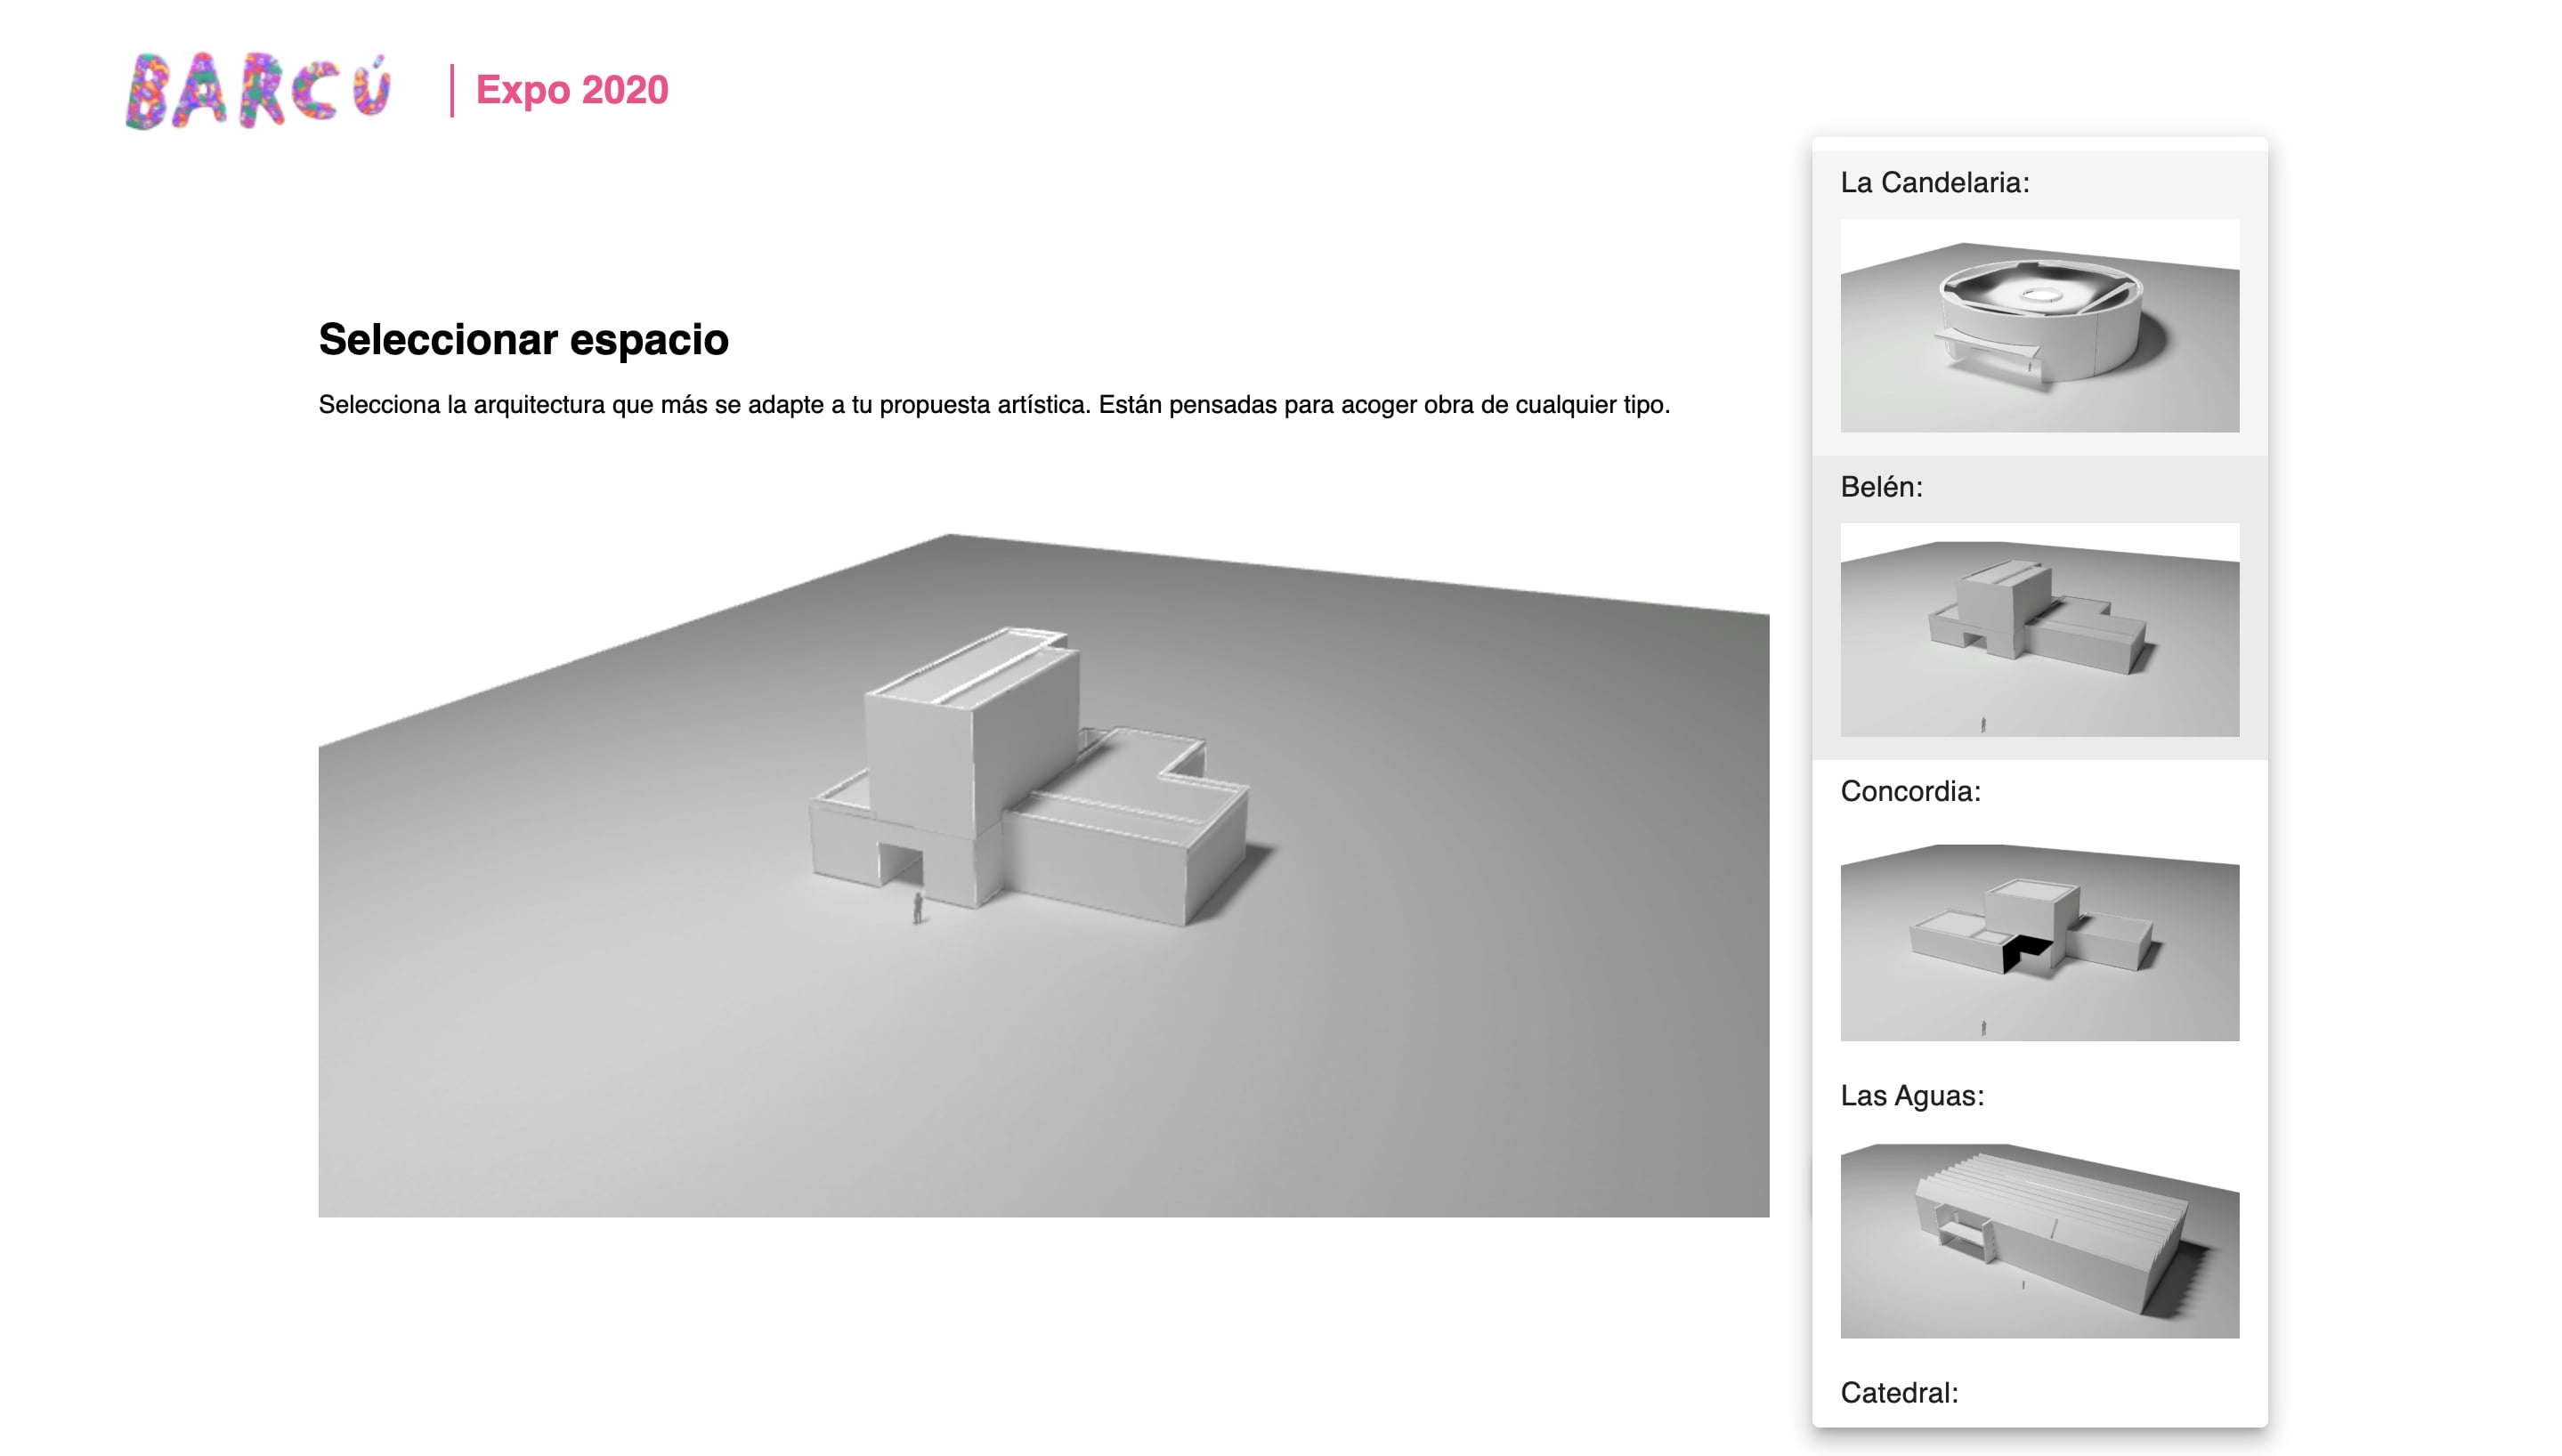 BARCÚ
Expo 2020
Seleccionar espacio
Selecciona la arquitectura que más se adapte a tu propuesta artística. Están pensadas para acoger obra de cualquier tipo.
La Candelaria:
Belén:
Concordia:
Las Aguas:
Catedral: